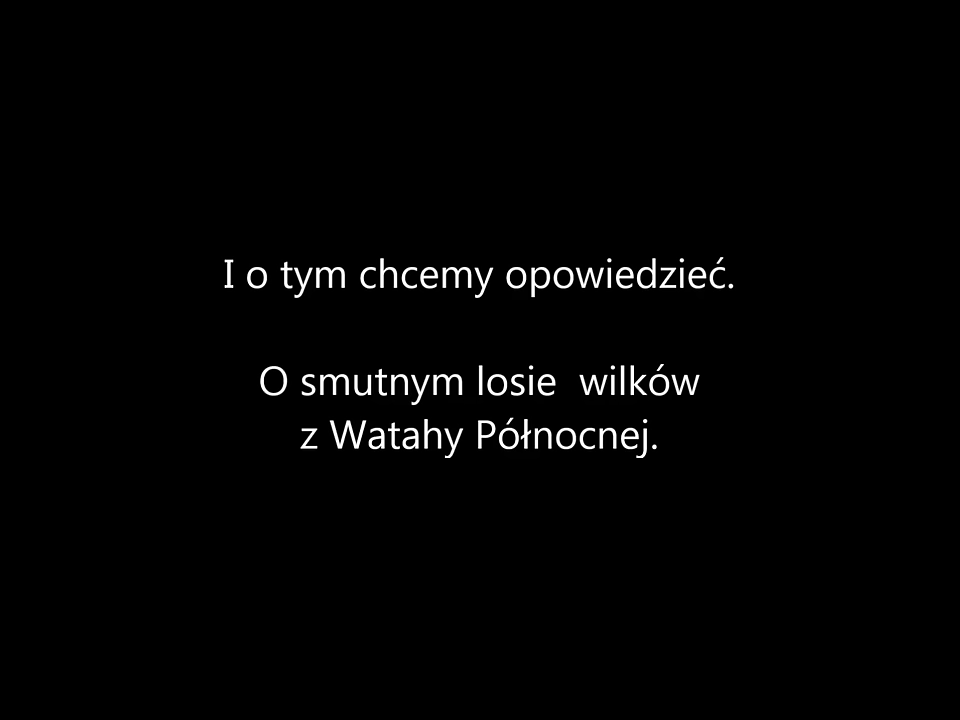 I o tym chcemy opowiedzieć.
O smutnym losie  wilków
z Watahy Północnej.